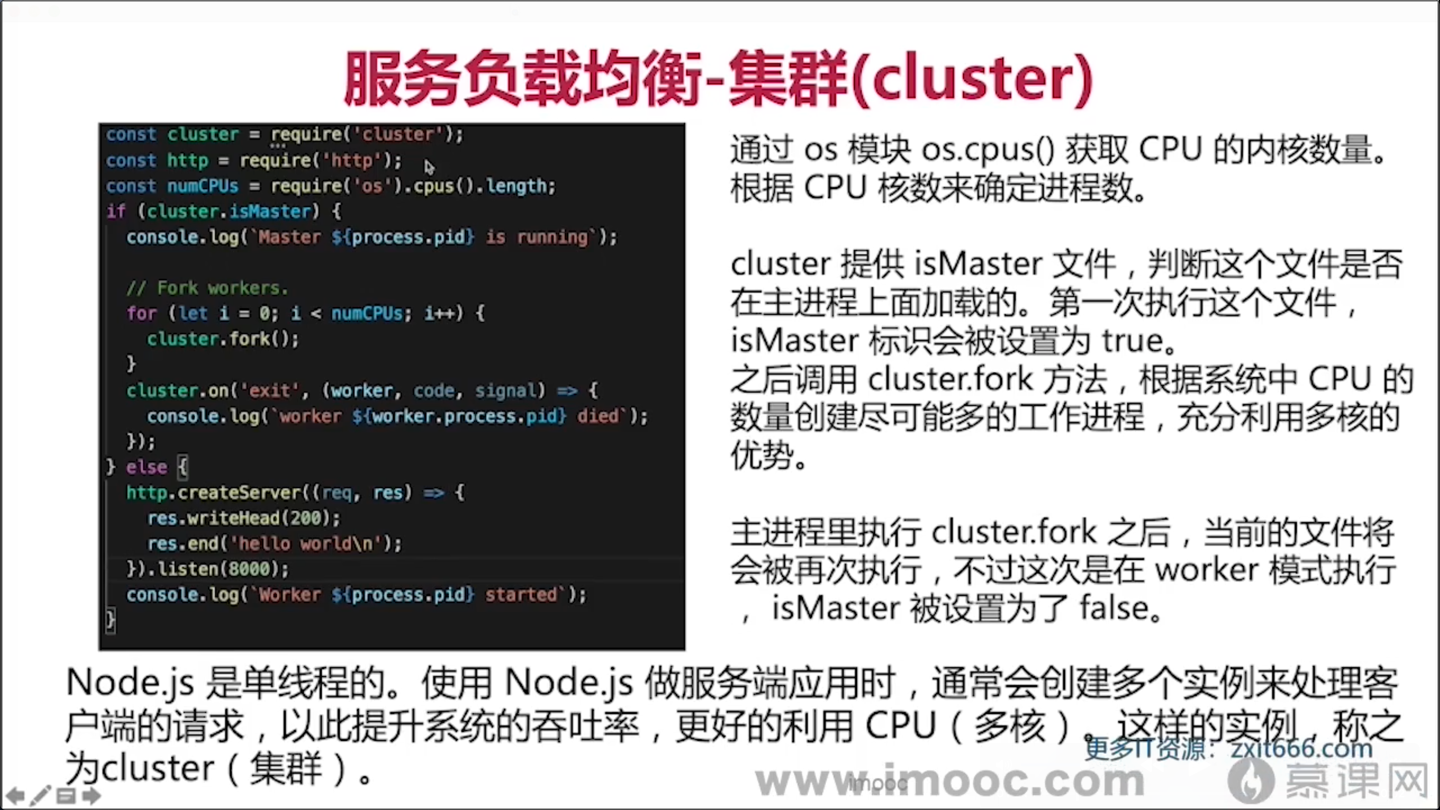 服务负载均衡-集群(cluster)
const cluster = require('cluster');
const http = require('http');
const numCPUs = require('os').cpus().length;
if (cluster.isMaster) {
console.log(`Master ${process.pid} is running`);
// Fork workers.
for (let i = 0; i < numCPUs; i++) {
cluster.fork();
}
cluster.on('exit', (worker, code, signal) => {
console.log(`worker ${worker.process.pid} died`);
});
} else {
http.createServer((req, res) => {
res.writeHead(200);
res.end('hello world\n');
}).listen(8000);
console.log(`Worker ${process.pid} started`);
}
通过 os 模块 os.cpus() 获取 CPU 的内核数量。
根据 CPU 核数来确定进程数。
cluster 提供 isMaster 文件，判断这个文件是否
在主进程上面加载的。第一次执行这个文件，
isMaster 标识会被设置为 true。
之后调用 cluster.fork 方法，根据系统中 CPU 的
数量创建尽可能多的工作进程，充分利用多核的
优势。
主进程里执行 cluster.fork 之后，当前的文件将
会被再次执行，不过这次是在 worker 模式执行
，isMaster 被设置为了 false。
Node.js 是单线程的。使用 Node.js 做服务端应用时，通常会创建多个实例来处理客
户端的请求，以此提升系统的吞吐率，更好的利用 CPU（多核）。这样的实例，称之
为cluster（集群）。
更多IT资源：zxit666.com
www.imooc.com
imooc
慕课网